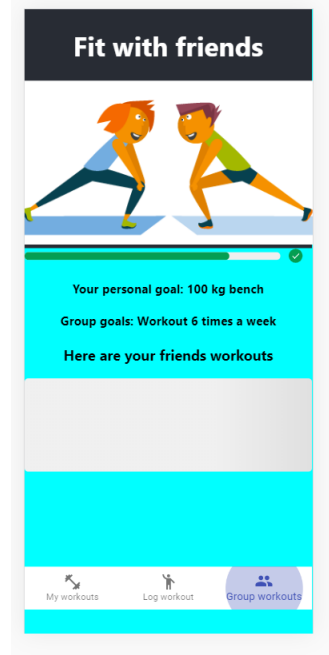 Fit with friends
Your personal goal: 100 kg bench
Group goals: Workout 6 times a week
Here are your friends workouts
My workouts
Log workout
Group workouts